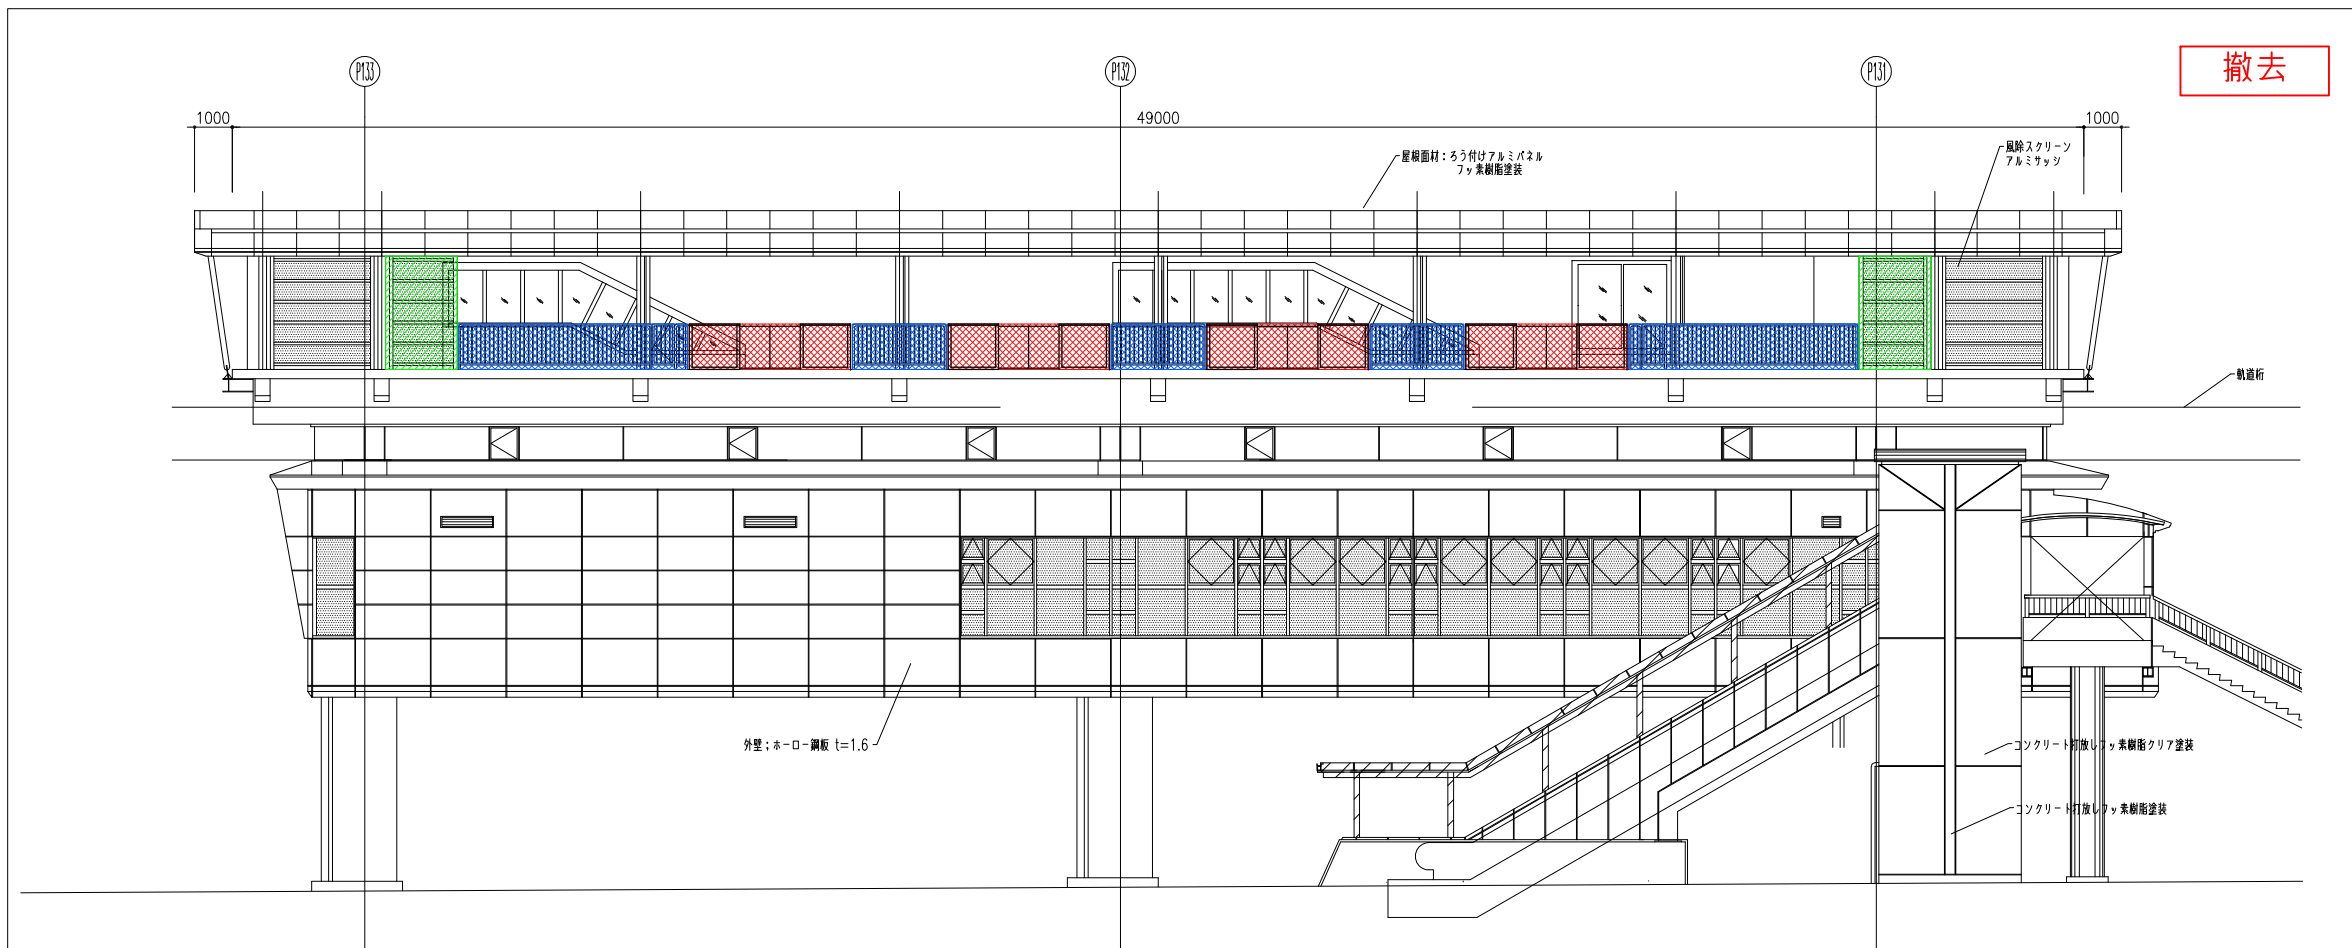 P133
P132
P131
撤去
1000
49000
1000
屋根面材：ろう付けアルミパネル
フッ素樹脂塗装
風除スクリーン
アルミサッシ
軌道桁
外壁；ホーロー鋼板 t=1.6
コンクリート打放しフッ素樹脂クリア塗装
コンクリート打放しフッ素樹脂塗装